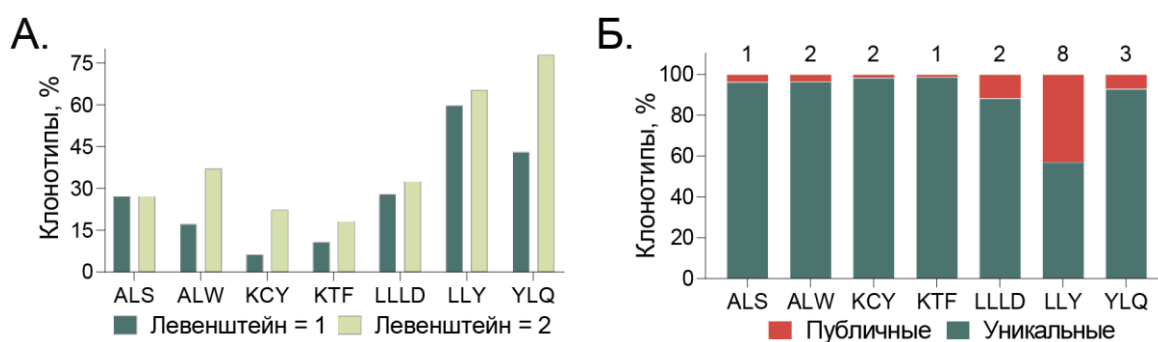 А.
Клонотипы, %
75
60
45
30
15
0
ALS ALW KCY KTF LLLD LLY YLQ
Левенштейн = 1 Левенштейн = 2
Б.
Клонотипы, %
1 2 2 1 2 8 3
100
80
60
40
20
0
ALS ALW KCY KTF LLLD LLY YLQ
Публичные Уникальные